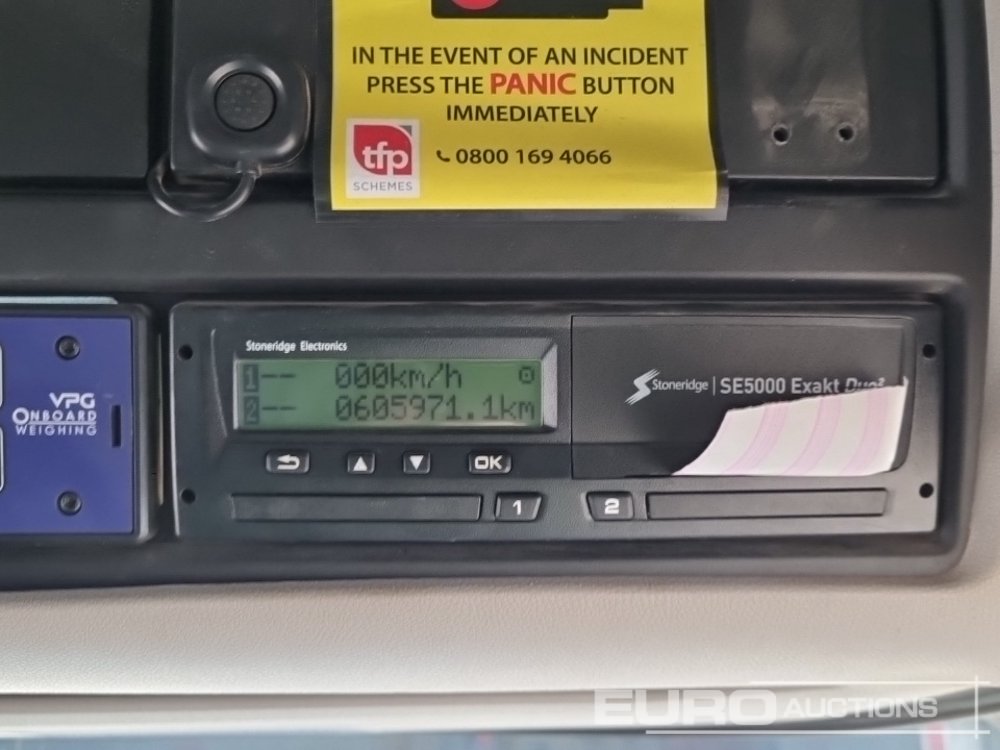 IN THE EVENT OF AN INCIDENT
PRESS THE PANIC BUTTON
IMMEDIATELY
tfp
SCHEMES
0800 169 4066
Stoneridge Electronics
1-- 000km/h
2-- 0605971.1km
Stoneridge SE5000 Exakt Duo²
VPG
ONBOARD
WEIGHING
OK
1
2
EURO AUCTIONS